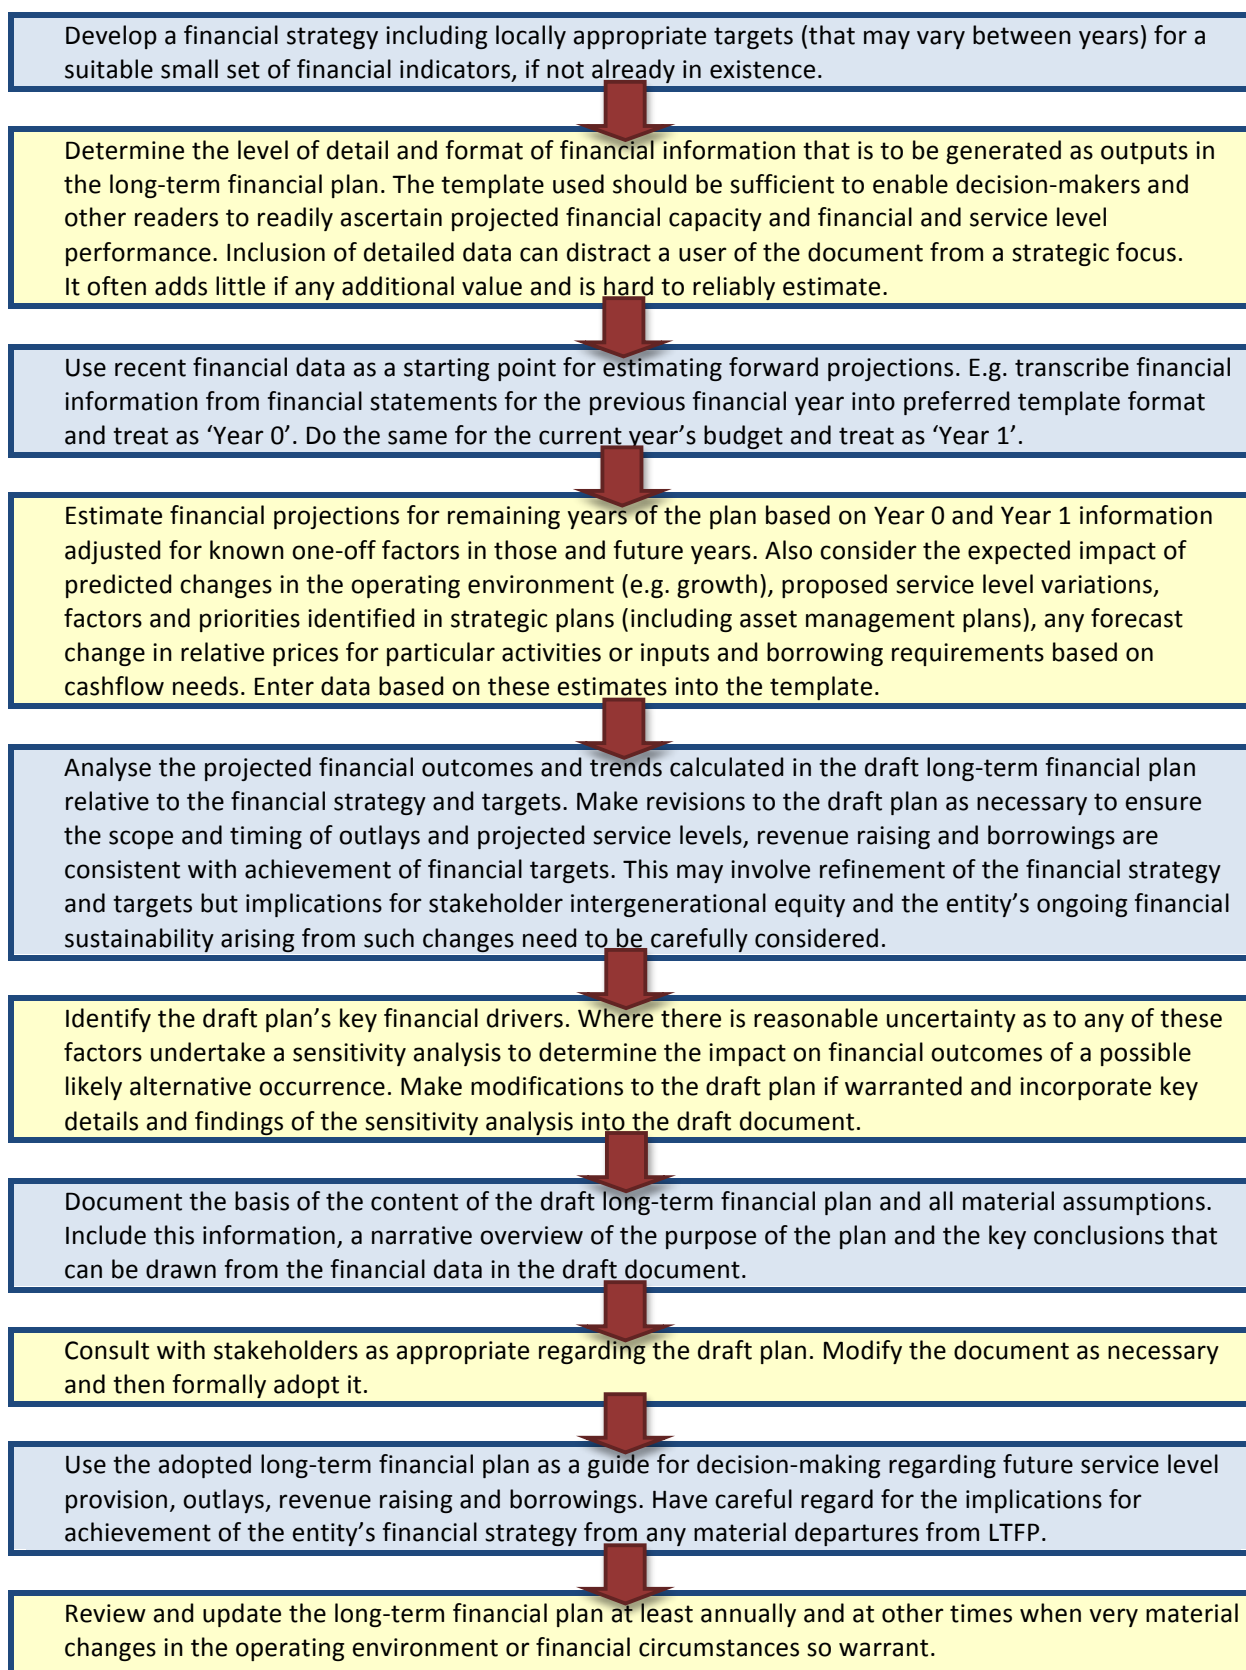 Develop a financial strategy including locally appropriate targets (that may vary between years) for a
suitable small set of financial indicators, if not already in existence.
Determine the level of detail and format of financial information that is to be generated as outputs in
the long-term financial plan. The template used should be sufficient to enable decision-makers and
other readers to readily ascertain projected financial capacity and financial and service level
performance. Inclusion of detailed data can distract a user of the document from a strategic focus.
It often adds little if any additional value and is hard to reliably estimate.
Use recent financial data as a starting point for estimating forward projections. E.g. transcribe financial
information from financial statements for the previous financial year into preferred template format
and treat as ‘Year 0’. Do the same for the current year’s budget and treat as ‘Year 1’.
Estimate financial projections for remaining years of the plan based on Year 0 and Year 1 information
adjusted for known one-off factors in those and future years. Also consider the expected impact of
predicted changes in the operating environment (e.g. growth), proposed service level variations,
factors and priorities identified in strategic plans (including asset management plans), any forecast
change in relative prices for particular activities or inputs and borrowing requirements based on
cashflow needs. Enter data based on these estimates into the template.
Analyse the projected financial outcomes and trends calculated in the draft long-term financial plan
relative to the financial strategy and targets. Make revisions to the draft plan as necessary to ensure
the scope and timing of outlays and projected service levels, revenue raising and borrowings are
consistent with achievement of financial targets. This may involve refinement of the financial strategy
and targets but implications for stakeholder intergenerational equity and the entity’s ongoing financial
sustainability arising from such changes need to be carefully considered.
Identify the draft plan’s key financial drivers. Where there is reasonable uncertainty as to any of these
factors undertake a sensitivity analysis to determine the impact on financial outcomes of a possible
likely alternative occurrence. Make modifications to the draft plan if warranted and incorporate key
details and findings of the sensitivity analysis into the draft document.
Document the basis of the content of the draft long-term financial plan and all material assumptions.
Include this information, a narrative overview of the purpose of the plan and the key conclusions that
can be drawn from the financial data in the draft document.
Consult with stakeholders as appropriate regarding the draft plan. Modify the document as necessary
and then formally adopt it.
Use the adopted long-term financial plan as a guide for decision-making regarding future service level
provision, outlays, revenue raising and borrowings. Have careful regard for the implications for
achievement of the entity’s financial strategy from any material departures from LTFP.
Review and update the long-term financial plan at least annually and at other times when very material
changes in the operating environment or financial circumstances so warrant.